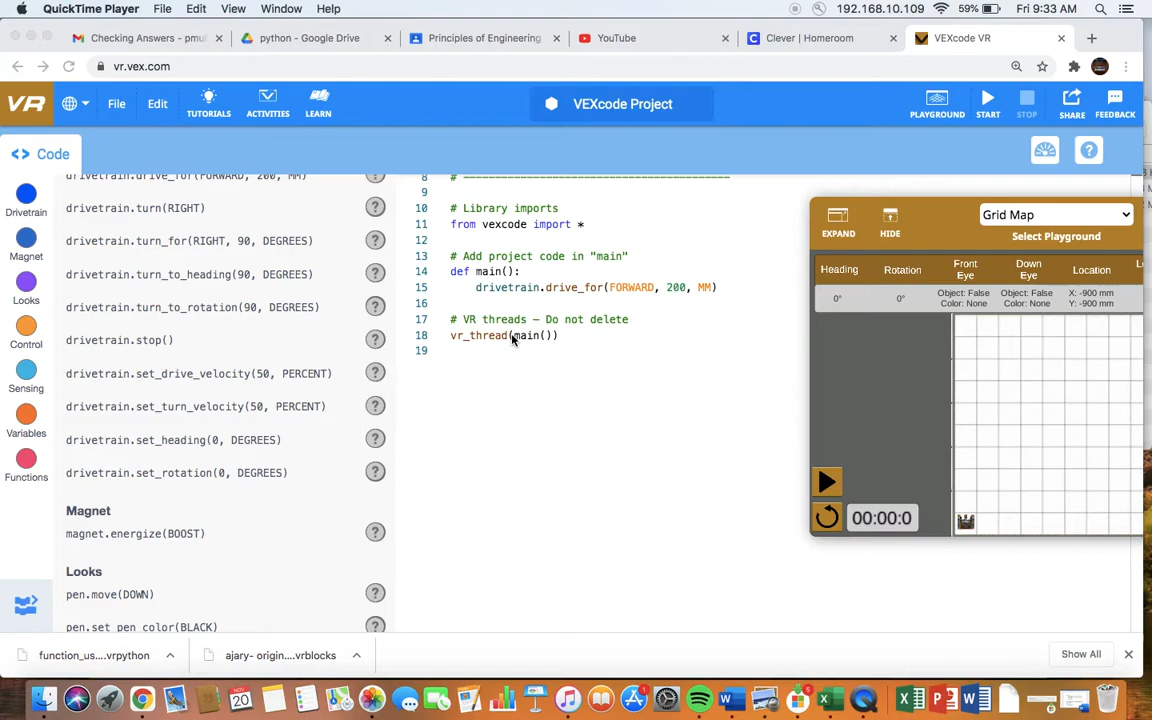 QuickTime Player File Edit View Window Help 192.168.10.109 59% Fri 9:33 AM
Checking Answers - pmul × python - Google Drive × Principles of Engineering × YouTube × Clever | Homeroom × VEXcode VR × +
vr.vex.com
VR File Edit TUTORIALS ACTIVITIES LEARN VEXcode Project PLAYGROUND START STOP SHARE FEEDBACK
<> Code
Drivetrain
Magnet
Looks
Control
Sensing
Variables
Functions
drivetrain.drive_for(FORWARD, 200, MM)
drivetrain.turn(RIGHT) ?
drivetrain.turn_for(RIGHT, 90, DEGREES) ?
drivetrain.turn_to_heading(90, DEGREES) ?
drivetrain.turn_to_rotation(90, DEGREES) ?
drivetrain.stop() ?
drivetrain.set_drive_velocity(50, PERCENT) ?
drivetrain.set_turn_velocity(50, PERCENT) ?
drivetrain.set_heading(0, DEGREES) ?
drivetrain.set_rotation(0, DEGREES) ?
Magnet
magnet.energize(BOOST) ?
Looks
pen.move(DOWN) ?
pen.set_pen_color(BLACK) ?
8 # ——————————————————————————————————————————
9
10 # Library imports
11 from vexcode import *
12
13 # Add project code in "main"
14 def main():
15 drivetrain.drive_for(FORWARD, 200, MM)
16
17 # VR threads — Do not delete
18 vr_thread(main())
19
EXPAND HIDE Grid Map
Select Playground
Heading Rotation Front Eye Down Eye Location
0° 0° Object: False Color: None Object: False Color: None X: -900 mm Y: -900 mm
00:00:0
function_us....vrpython ajary- origin....vrblocks Show All ×
NOV 20